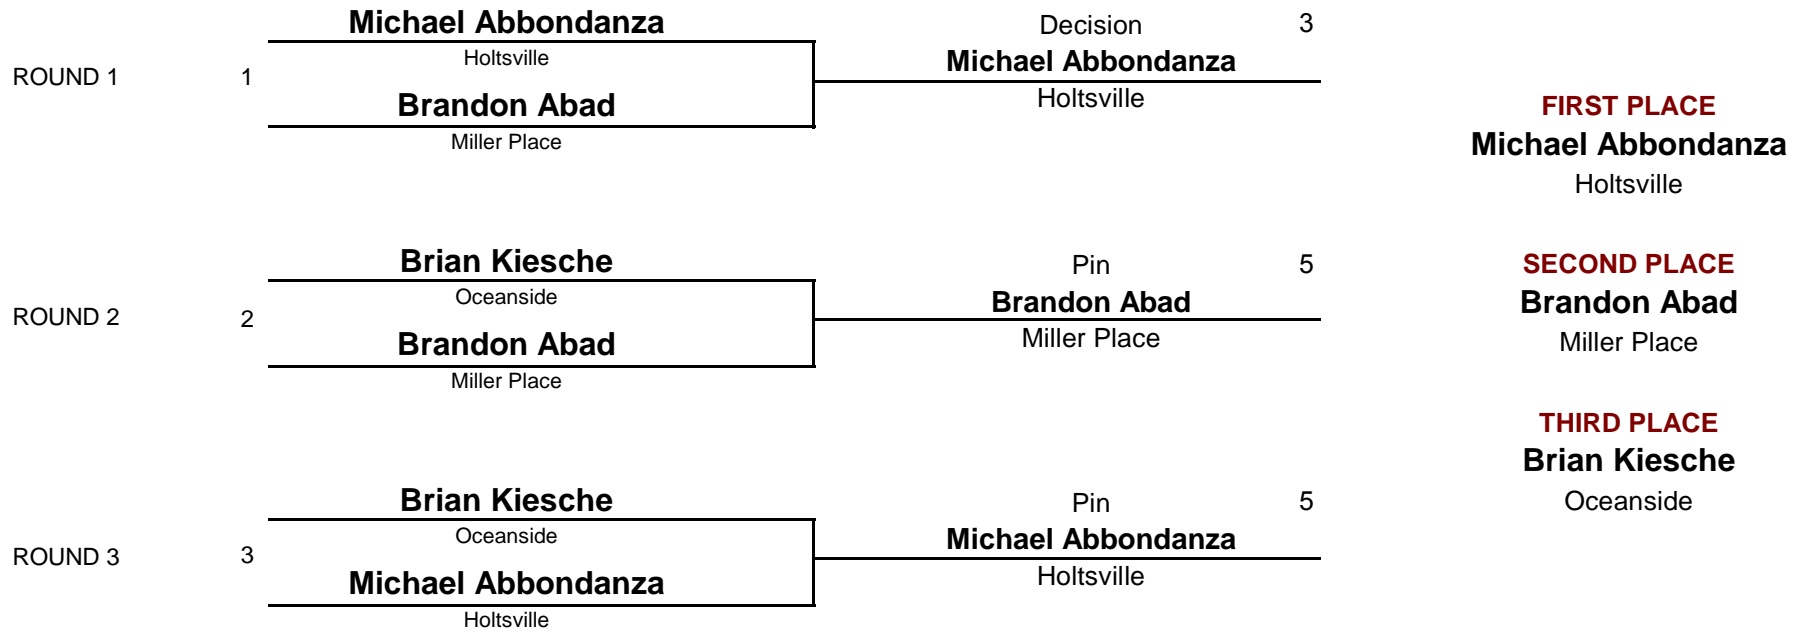 Michael Abbondanza
Holtsville
ROUND 1
1
Brandon Abad
Miller Place
Decision 3
Michael Abbondanza
Holtsville
Brian Kiesche
Oceanside
ROUND 2
2
Brandon Abad
Miller Place
Pin 5
Brandon Abad
Miller Place
Brian Kiesche
Oceanside
ROUND 3
3
Michael Abbondanza
Holtsville
Pin 5
Michael Abbondanza
Holtsville
FIRST PLACE
Michael Abbondanza
Holtsville
SECOND PLACE
Brandon Abad
Miller Place
THIRD PLACE
Brian Kiesche
Oceanside